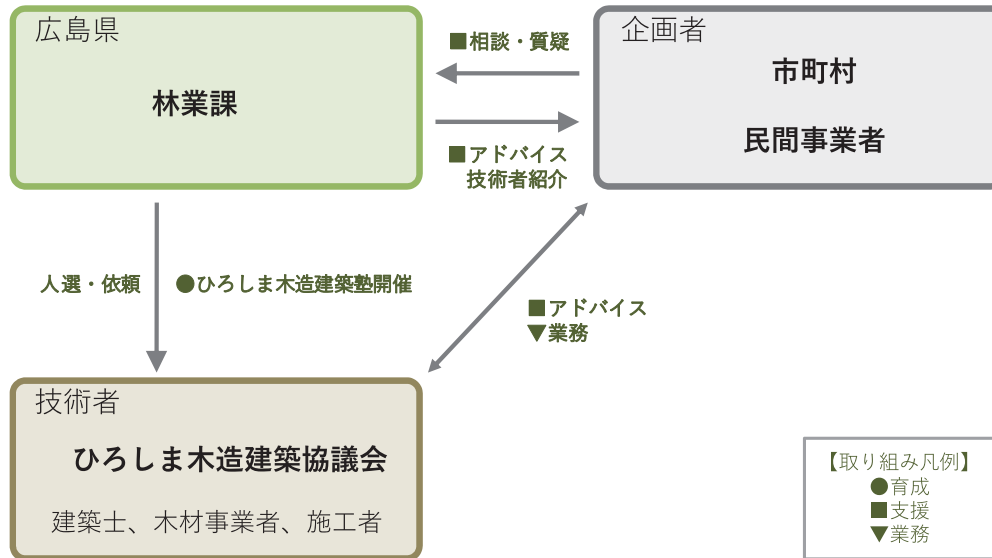 広島県
林業課
■相談・質疑
■アドバイス
技術者紹介
企画者
市町村
民間事業者
人選・依頼
●ひろしま木造建築塾開催
■アドバイス
▼業務
技術者
ひろしま木造建築協議会
建築士、木材事業者、施工者
【取り組み凡例】
●育成
■支援
▼業務